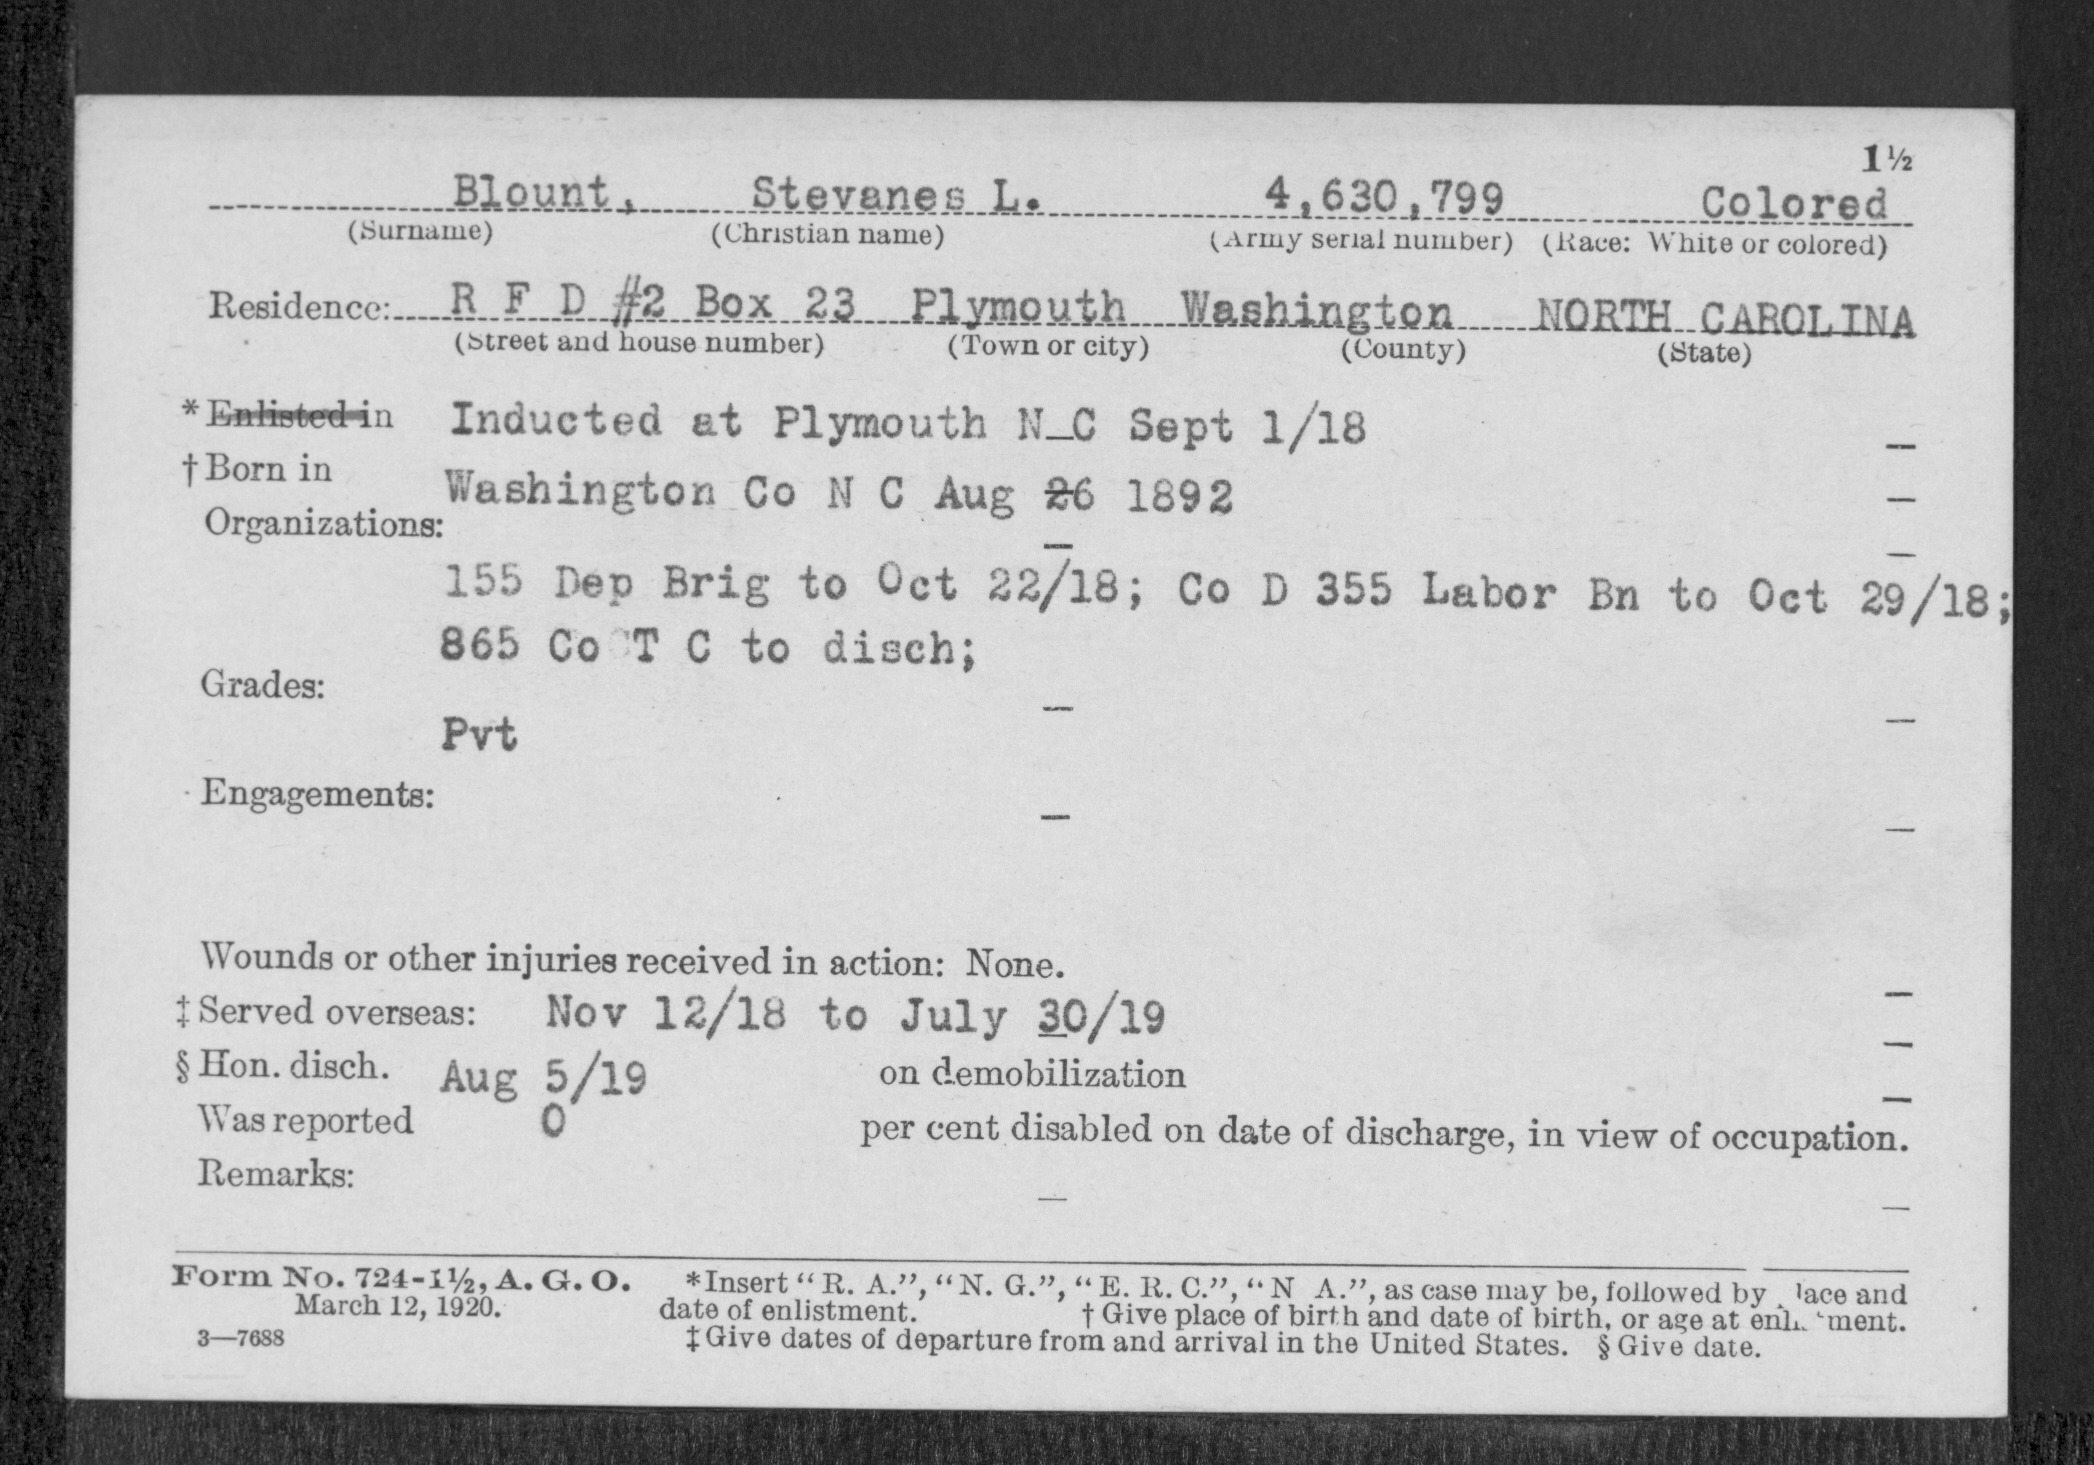 1½
Blount, Stevanes L. 4,630,799 Colored
(Surname) (Christian name) (Army serial number) (Race: White or colored)
Residence: R F D #2 Box 23 Plymouth Washington NORTH CAROLINA
(Street and house number) (Town or city) (County) (State)
* Enlisted in Inducted at Plymouth N C Sept 1/18
† Born in Washington Co N C Aug 26 1892
Organizations:
155 Dep Brig to Oct 22/18; Co D 355 Labor Bn to Oct 29/18;
865 Co T C to disch;
Grades:
Pvt
Engagements:
Wounds or other injuries received in action: None.
‡ Served overseas: Nov 12/18 to July 30/19
§ Hon. disch. Aug 5/19 on demobilization
Was reported 0 per cent disabled on date of discharge, in view of occupation.
Remarks:
Form No. 724-1½, A. G. O. *Insert "R. A.", "N. G.", "E. R. C.", "N A.", as case may be, followed by lace and
March 12, 1920. date of enlistment. † Give place of birth and date of birth, or age at enl ment.
3—7688 ‡ Give dates of departure from and arrival in the United States. § Give date.